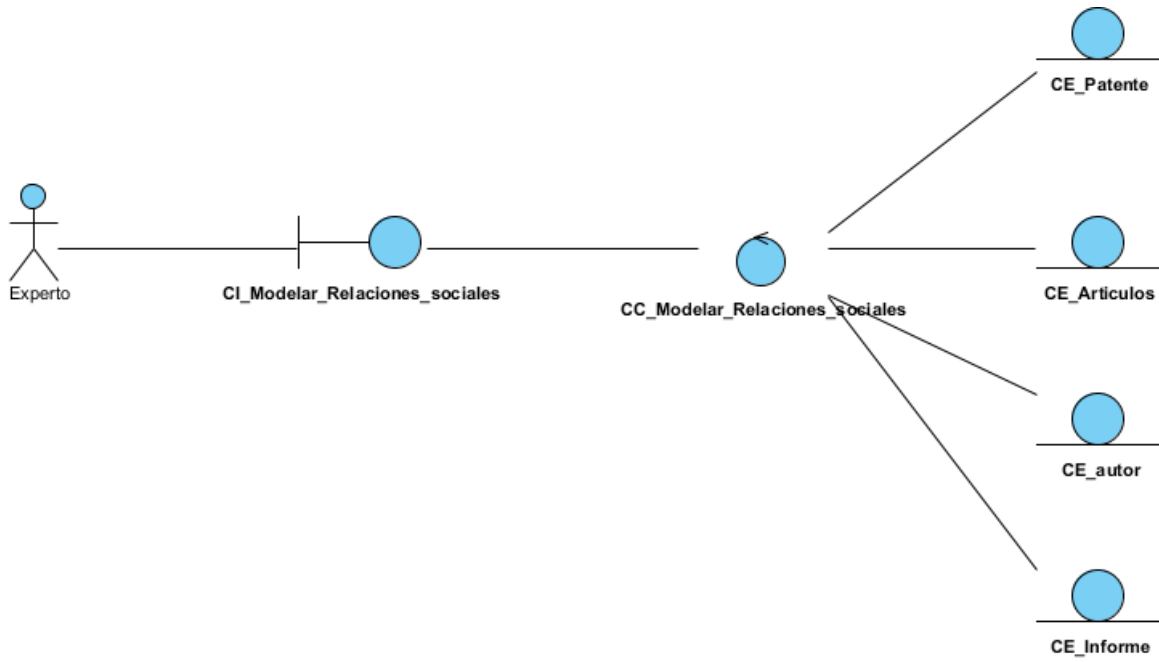 CE_Patente
Experto
CI_Modelar_Relaciones_sociales
CC_Modelar_Relaciones_sociales
CE_Articulos
CE_autor
CE_Informe